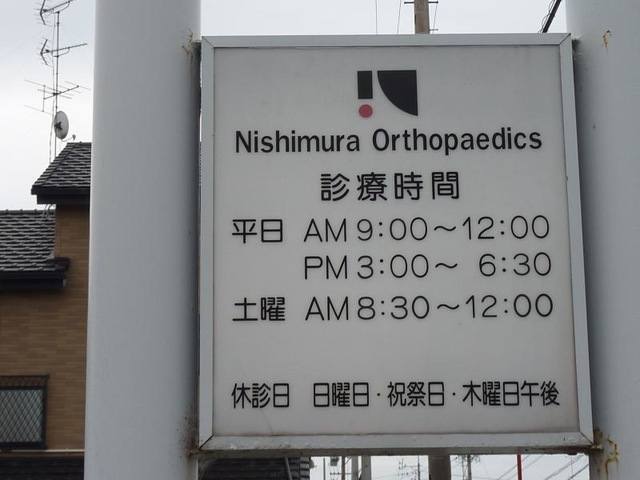 Nishimura Orthopaedics
診療時間
平日 AM 9:00～12:00
PM 3:00～ 6:30
土曜 AM 8:30～12:00
休診日 日曜日・祝祭日・木曜日午後